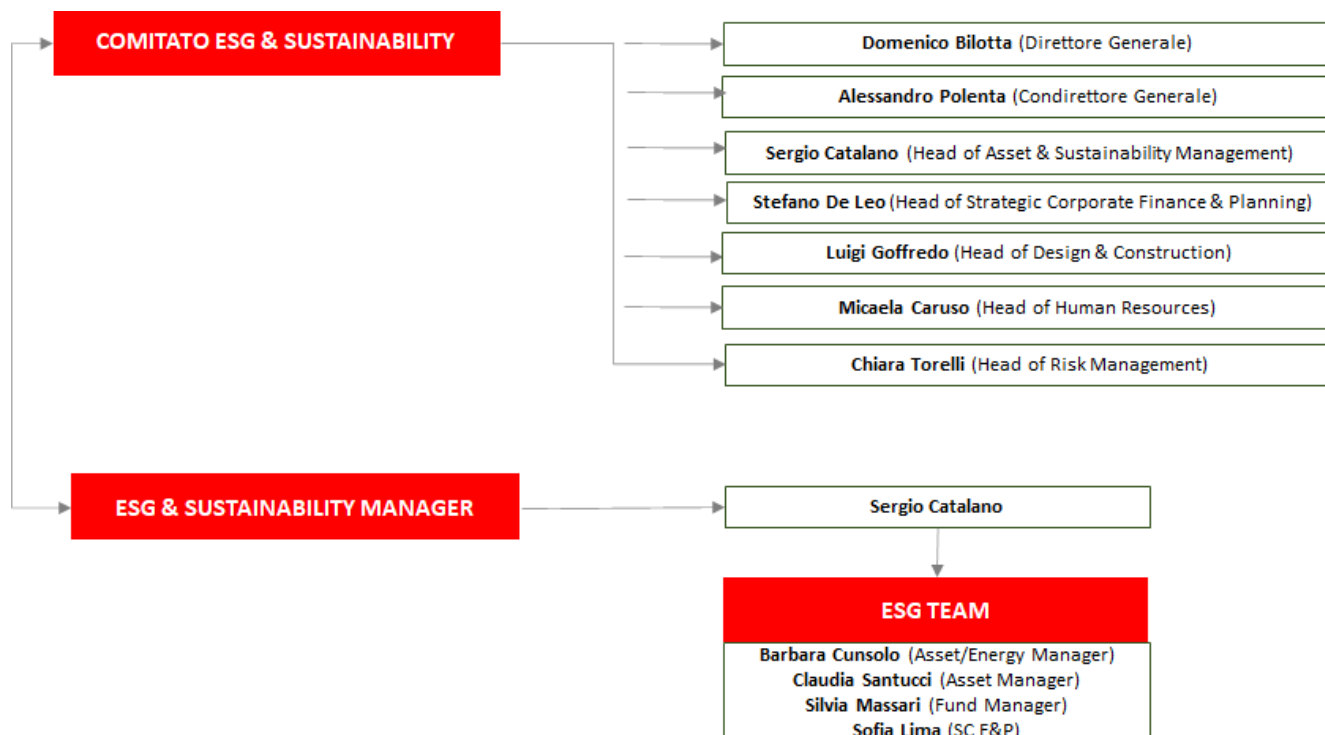 COMITATO ESG & SUSTAINABILITY
Domenico Bilotta (Direttore Generale)
Alessandro Polenta (Condirettore Generale)
Sergio Catalano (Head of Asset & Sustainability Management)
Stefano De Leo (Head of Strategic Corporate Finance & Planning)
Luigi Goffredo (Head of Design & Construction)
Micaela Caruso (Head of Human Resources)
Chiara Torelli (Head of Risk Management)
ESG & SUSTAINABILITY MANAGER
Sergio Catalano
ESG TEAM
Barbara Cunsolo (Asset/Energy Manager)
Claudia Santucci (Asset Manager)
Silvia Massari (Fund Manager)
Sofia Lima (SC F&P)